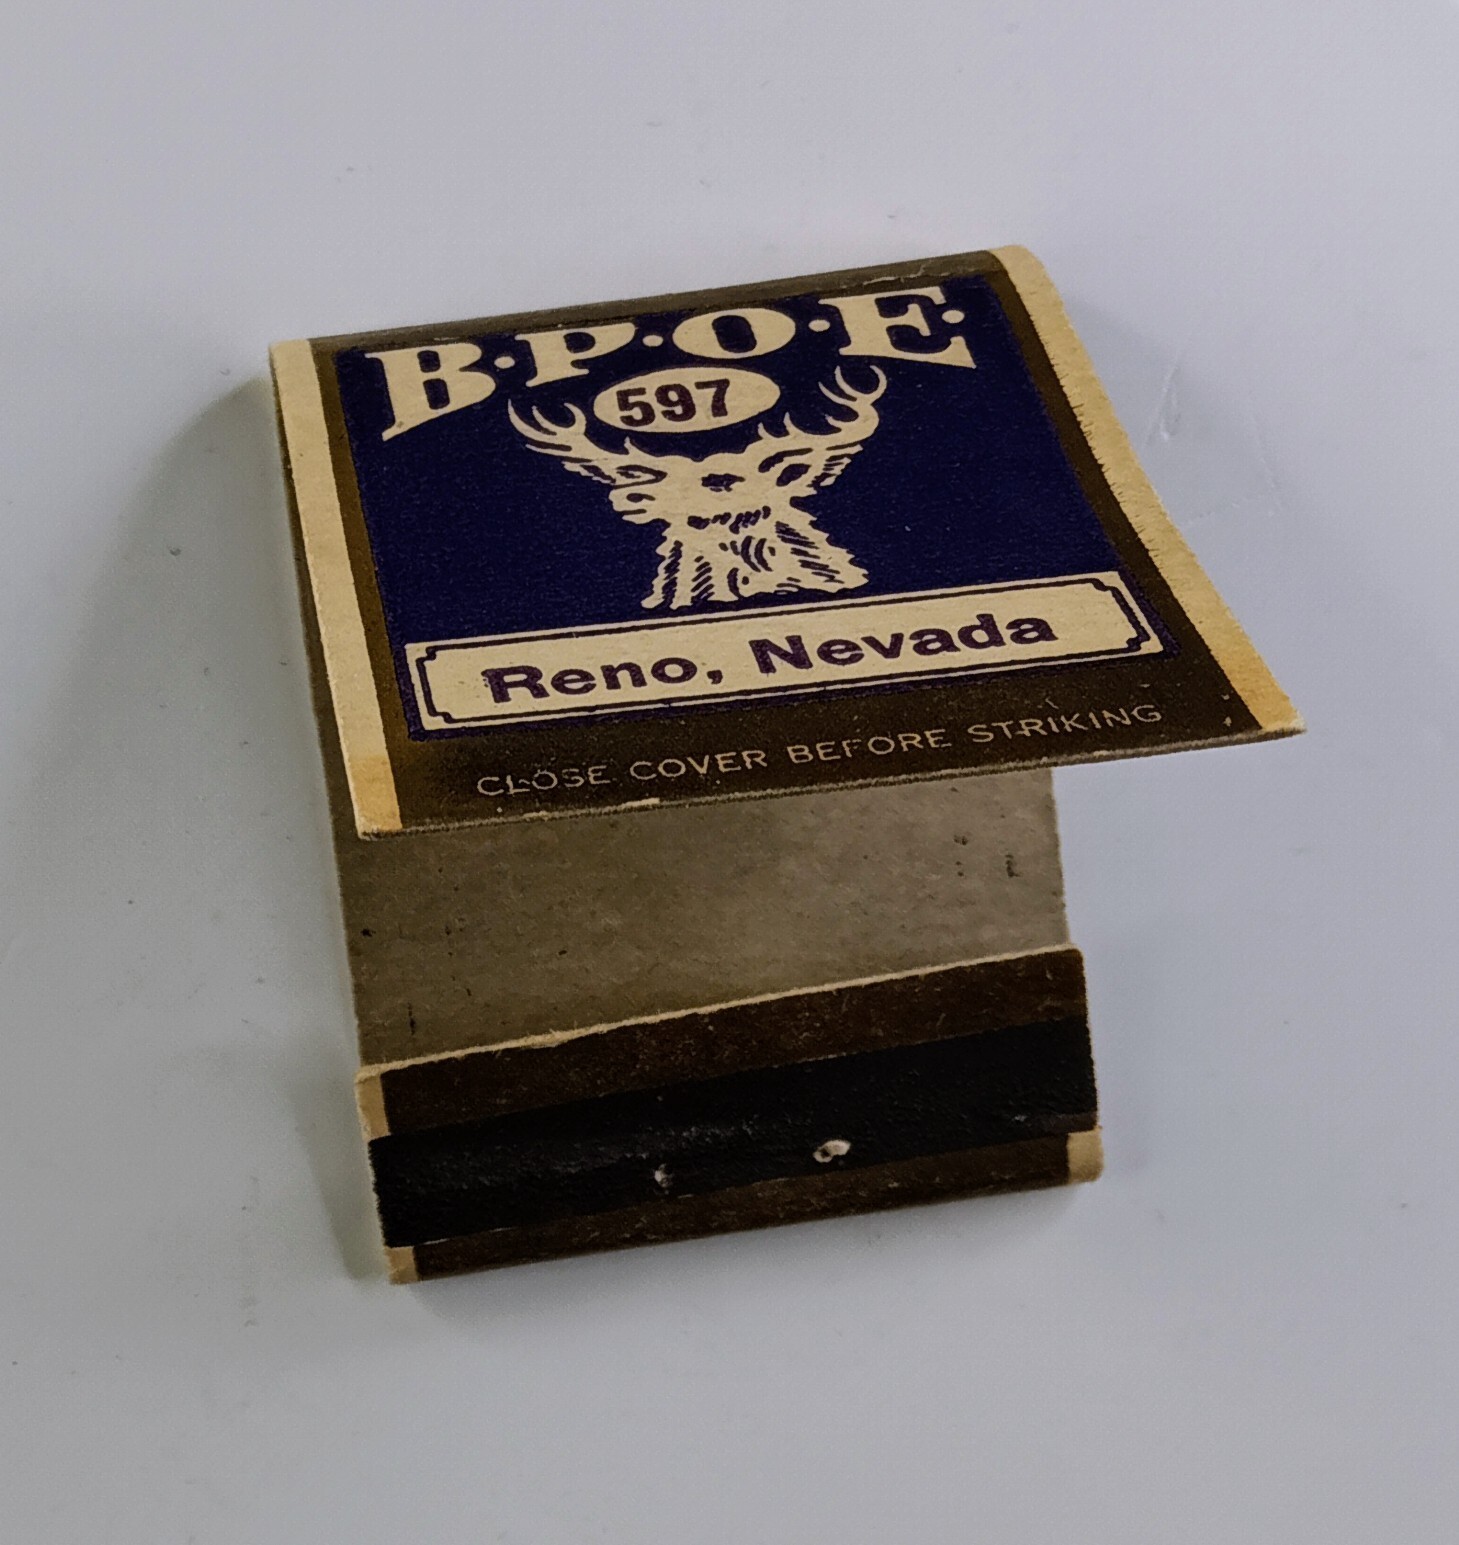 B·P·O·E·
597
Reno, Nevada
CLOSE COVER BEFORE STRIKING